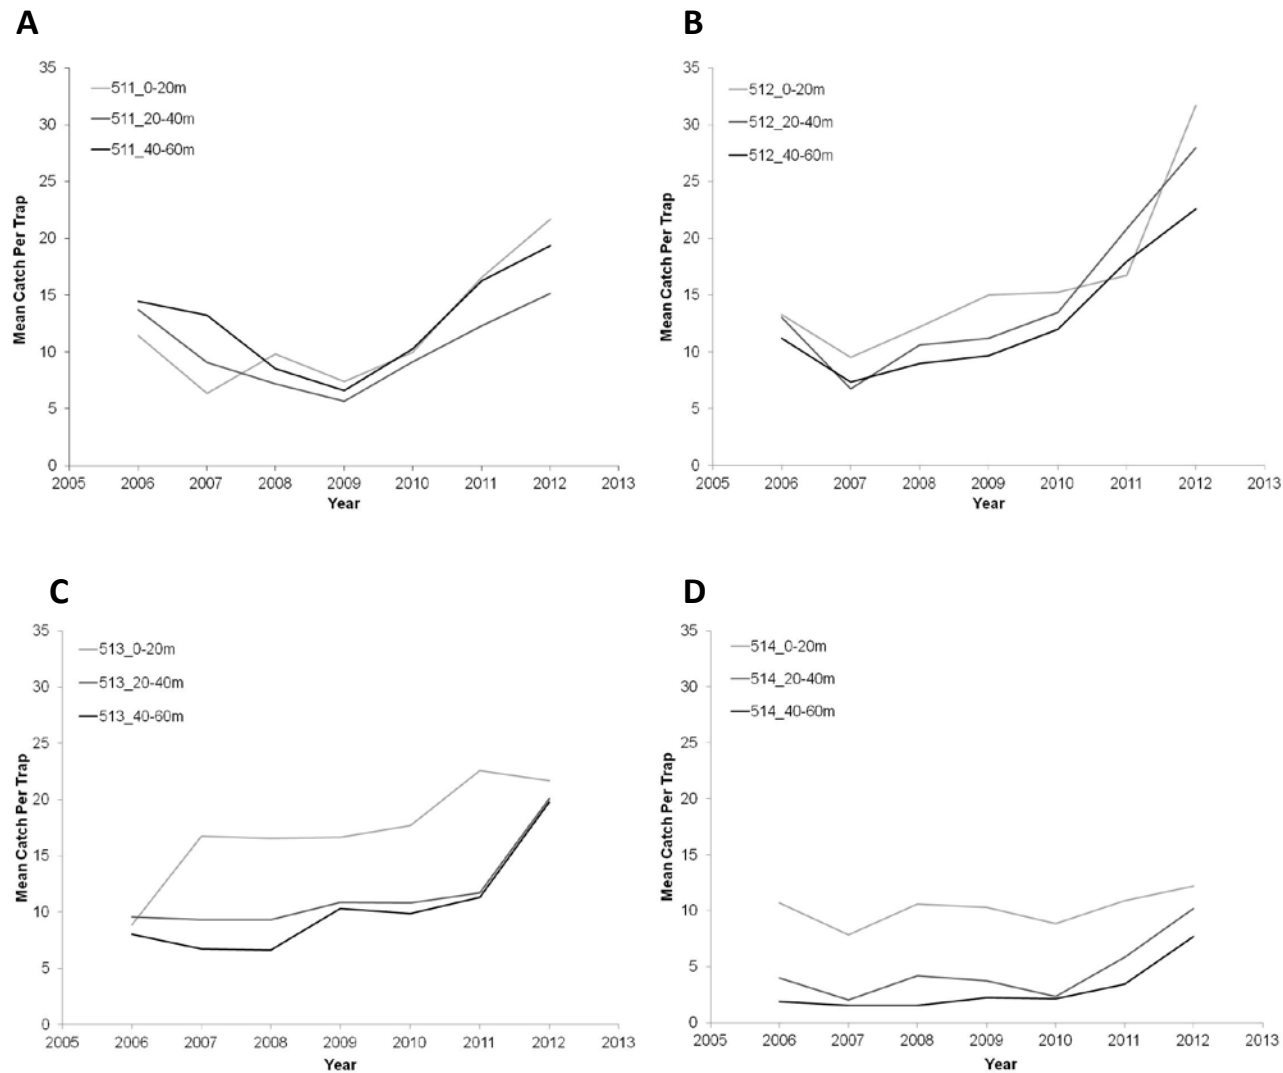 A
35
30
25
20
15
10
5
0
Mean Catch Per Trap
511_0-20m
511_20-40m
511_40-60m
2005 2006 2007 2008 2009 2010 2011 2012 2013
Year
B
35
30
25
20
15
10
5
0
Mean Catch Per Trap
512_0-20m
512_20-40m
512_40-60m
2005 2006 2007 2008 2009 2010 2011 2012 2013
Year
C
35
30
25
20
15
10
5
0
Mean Catch Per Trap
513_0-20m
513_20-40m
513_40-60m
2005 2006 2007 2008 2009 2010 2011 2012 2013
Year
D
35
30
25
20
15
10
5
0
Mean Catch Per Trap
514_0-20m
514_20-40m
514_40-60m
2005 2006 2007 2008 2009 2010 2011 2012 2013
Year